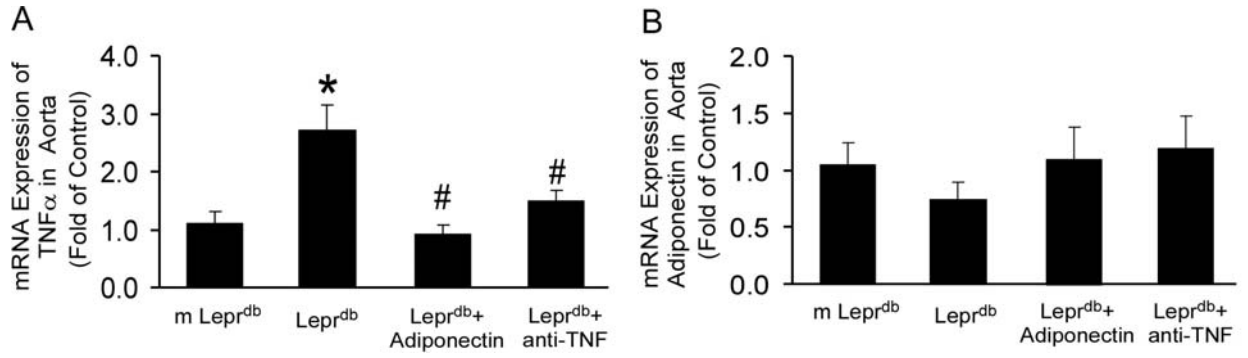 A
mRNA Expression of
TNFα in Aorta
(Fold of Control)
4.0
3.0
2.0
1.0
0.0
*
#
#
m Lepr^db
Lepr^db
Lepr^db+
Adiponectin
Lepr^db+
anti-TNF
B
mRNA Expression of
Adiponectin in Aorta
(Fold of Control)
2.0
1.5
1.0
0.5
0.0
m Lepr^db
Lepr^db
Lepr^db+
Adiponectin
Lepr^db+
anti-TNF